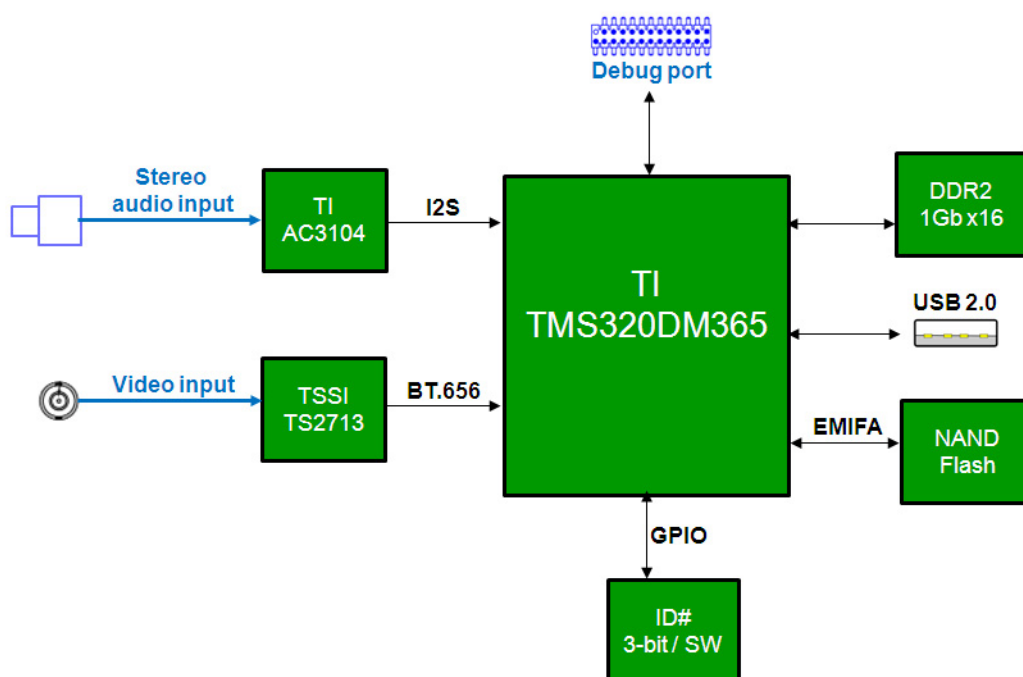 Debug port
Stereo
audio input
TI
AC3104
I2S
DDR2
1Gb x16
TI
TMS320DM365
USB 2.0
Video input
TSSI
TS2713
BT.656
EMIFA
NAND
Flash
GPIO
ID#
3-bit / SW